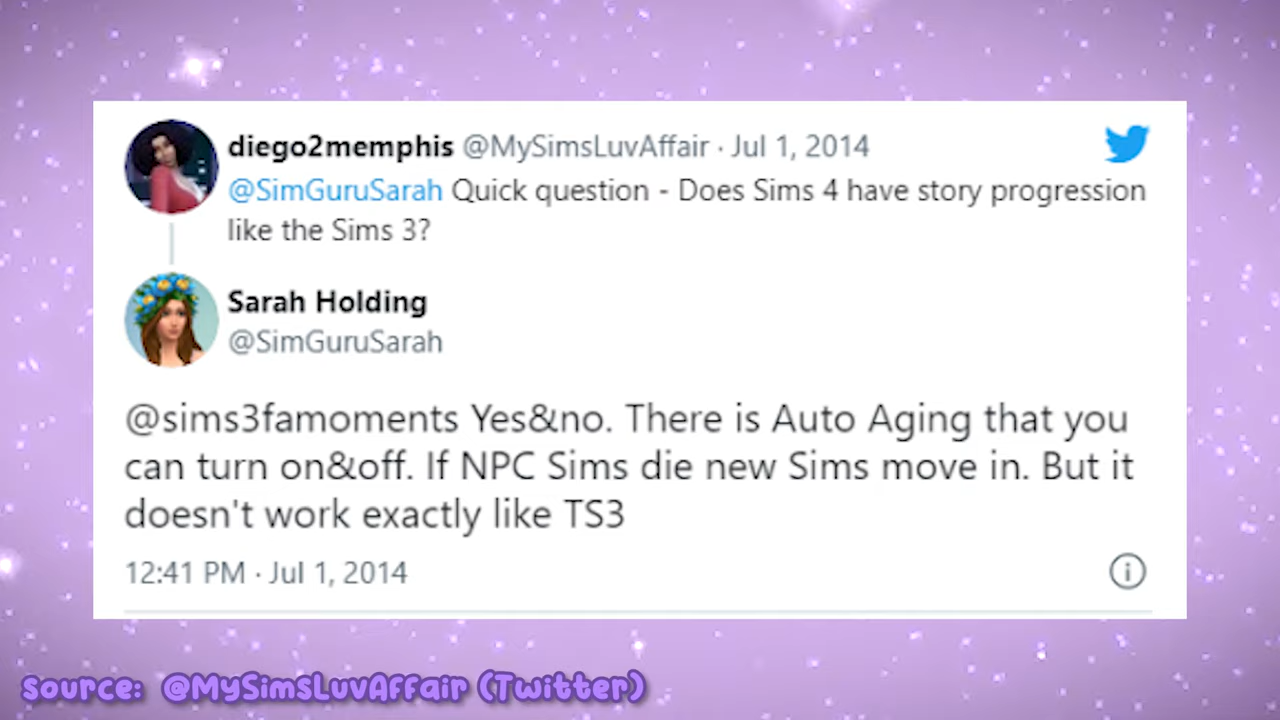 diego2memphis @MySimsLuvAffair · Jul 1, 2014
@SimGuruSarah Quick question - Does Sims 4 have story progression
like the Sims 3?
Sarah Holding
@SimGuruSarah
@sims3famoments Yes&no. There is Auto Aging that you
can turn on&off. If NPC Sims die new Sims move in. But it
doesn't work exactly like TS3
12:41 PM · Jul 1, 2014
source: @MySimsLuvAffair (Twitter)